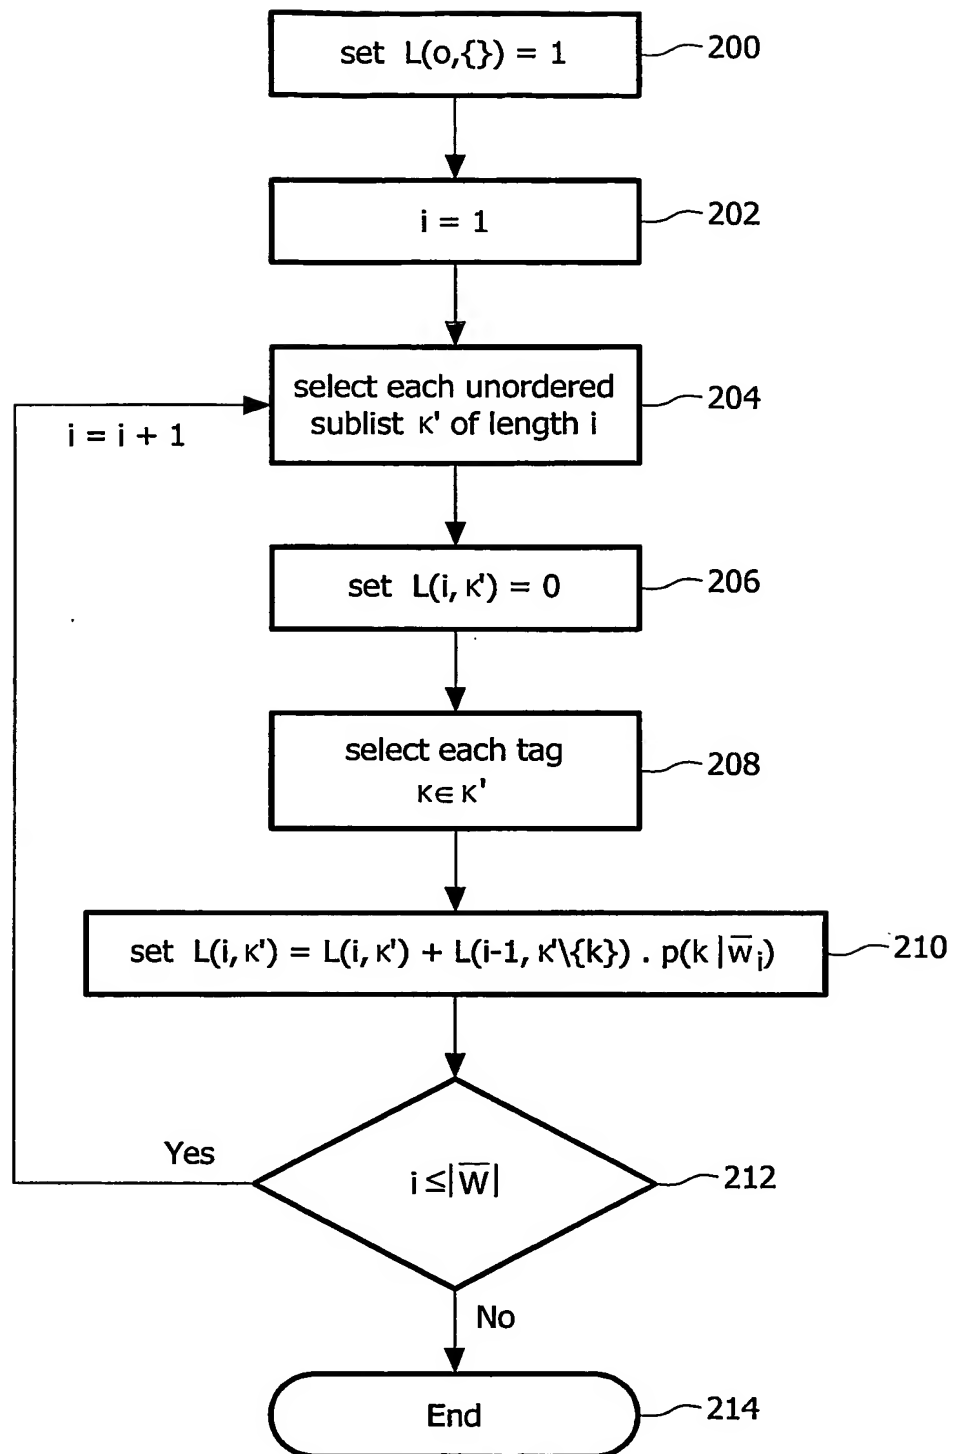 set L(o,{}) = 1
200
i = 1
202
select each unordered
sublist κ' of length i
204
i = i + 1
set L(i, κ') = 0
206
select each tag
κ∈ κ'
208
set L(i, κ') = L(i, κ') + L(i-1, κ'\{k}) . p(k |w̅i)
210
Yes
i ≤|W̅|
212
No
End
214